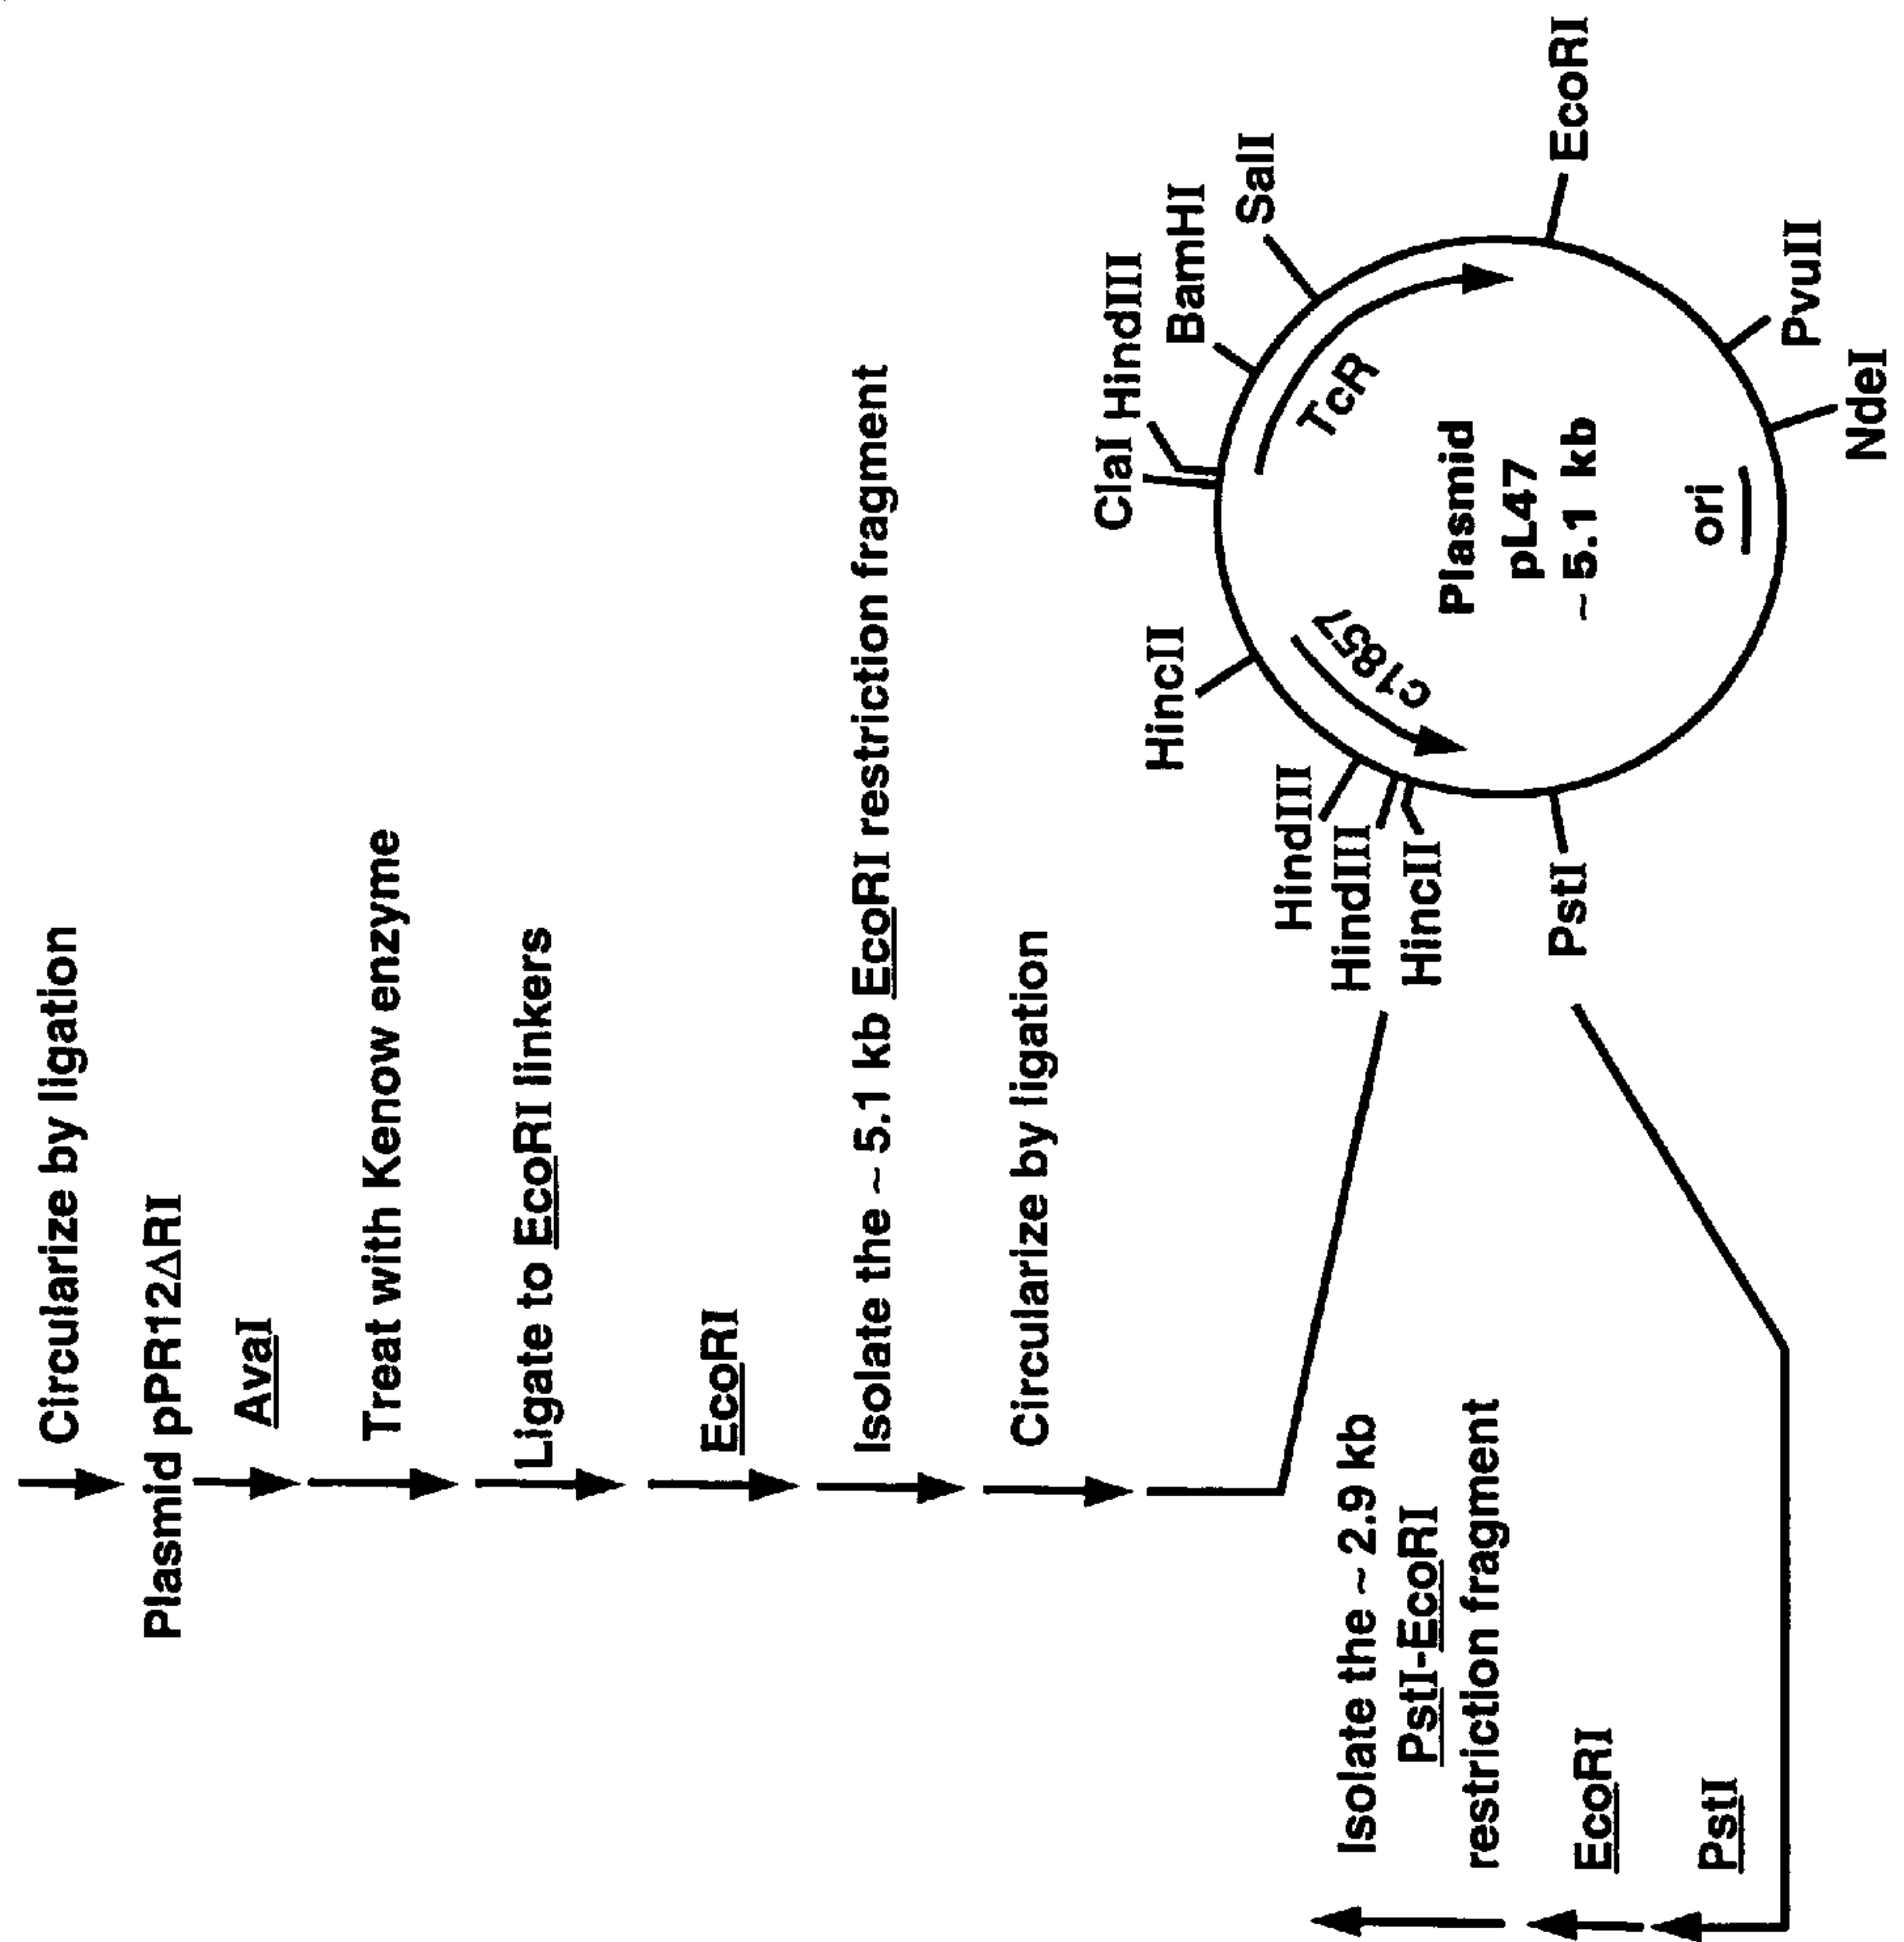 Circularize by ligation
Plasmid pPR12ΔRI
AvaI
Treat with Kenow enzyme
Ligate to EcoRI linkers
EcoRI
Isolate the ~ 5.1 kb EcoRI restriction fragment
Circularize by ligation
HincII
ClaI
HindIII
BamHI
SalI
EcoRI
PvuII
NdeI
PstI
HincII
HindIII
HindIII
c1857
TcR
Plasmid
pL47
~ 5.1 kb
ori
Isolate the ~ 2.9 kb
PstI-EcoRI
restriction fragment
EcoRI
PstI